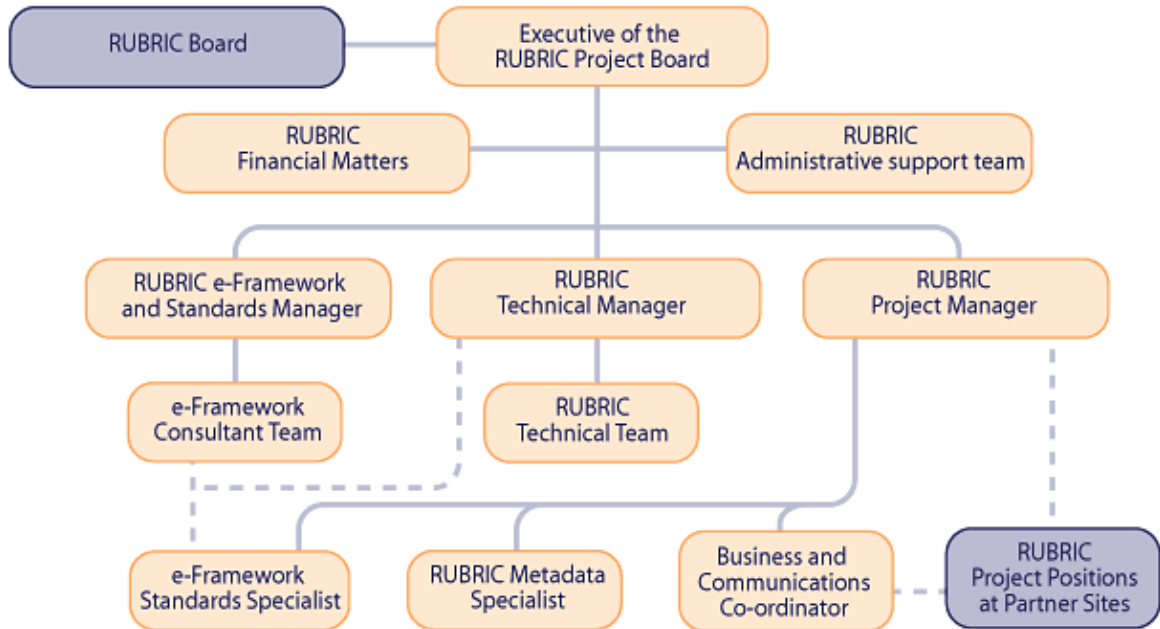 RUBRIC Board
Executive of the
RUBRIC Project Board
RUBRIC
Financial Matters
RUBRIC
Administrative support team
RUBRIC e-Framework
and Standards Manager
RUBRIC
Technical Manager
RUBRIC
Project Manager
e-Framework
Consultant Team
RUBRIC
Technical Team
e-Framework
Standards Specialist
RUBRIC Metadata
Specialist
Business and
Communications
Co-ordinator
RUBRIC
Project Positions
at Partner Sites